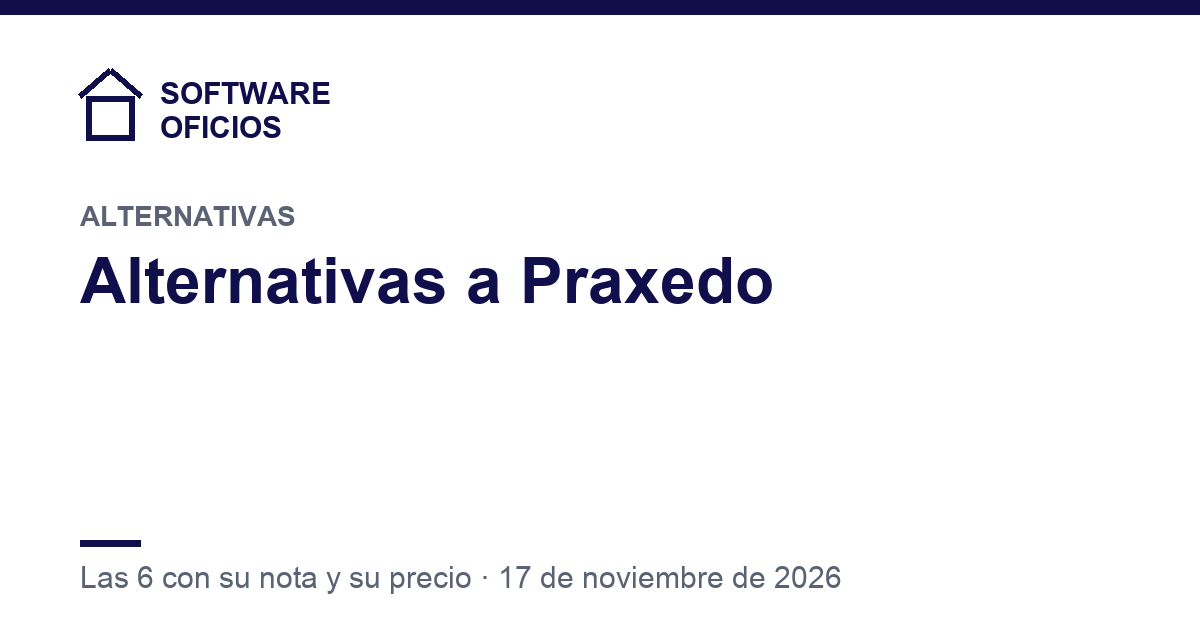 SOFTWARE
OFICIOS
ALTERNATIVAS
Alternativas a Praxedo
Las 6 con su nota y su precio · 17 de noviembre de 2026